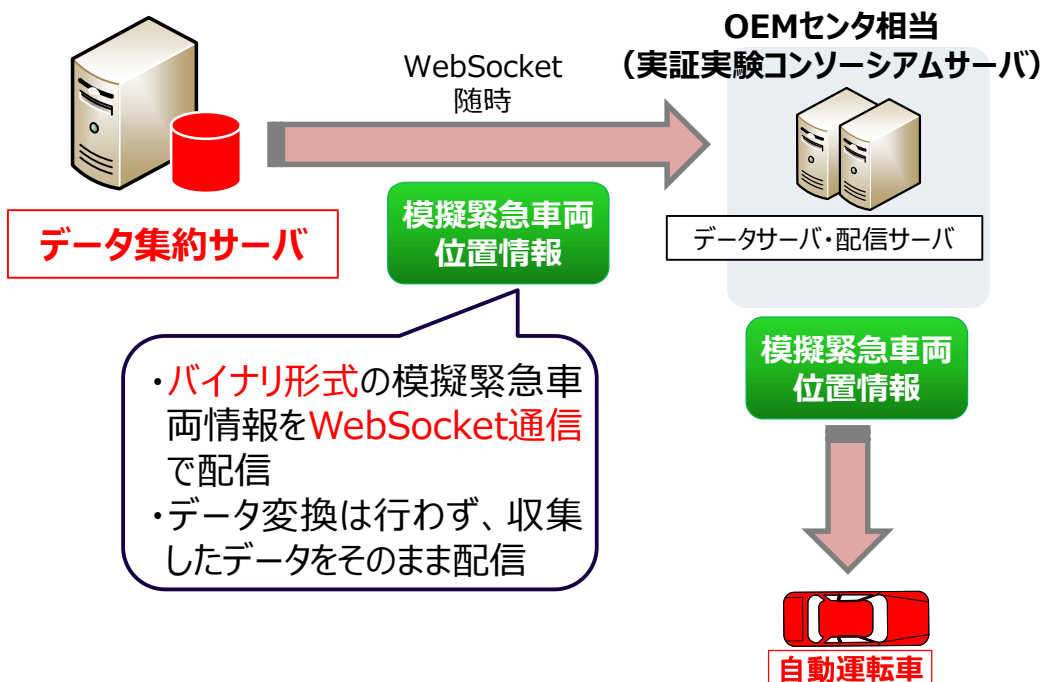 OEMセンタ相当
（実証実験コンソーシアムサーバ）
WebSocket
随時
データ集約サーバ
模擬緊急車両
位置情報
データサーバ・配信サーバ
模擬緊急車両
位置情報
・バイナリ形式の模擬緊急車
両情報をWebSocket通信
で配信
・データ変換は行わず、収集
したデータをそのまま配信
自動運転車